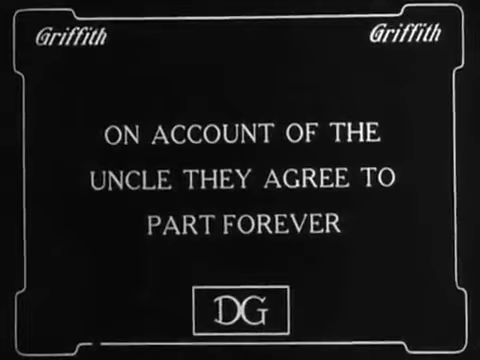 Griffith Griffith
ON ACCOUNT OF THE
UNCLE THEY AGREE TO
PART FOREVER
DG